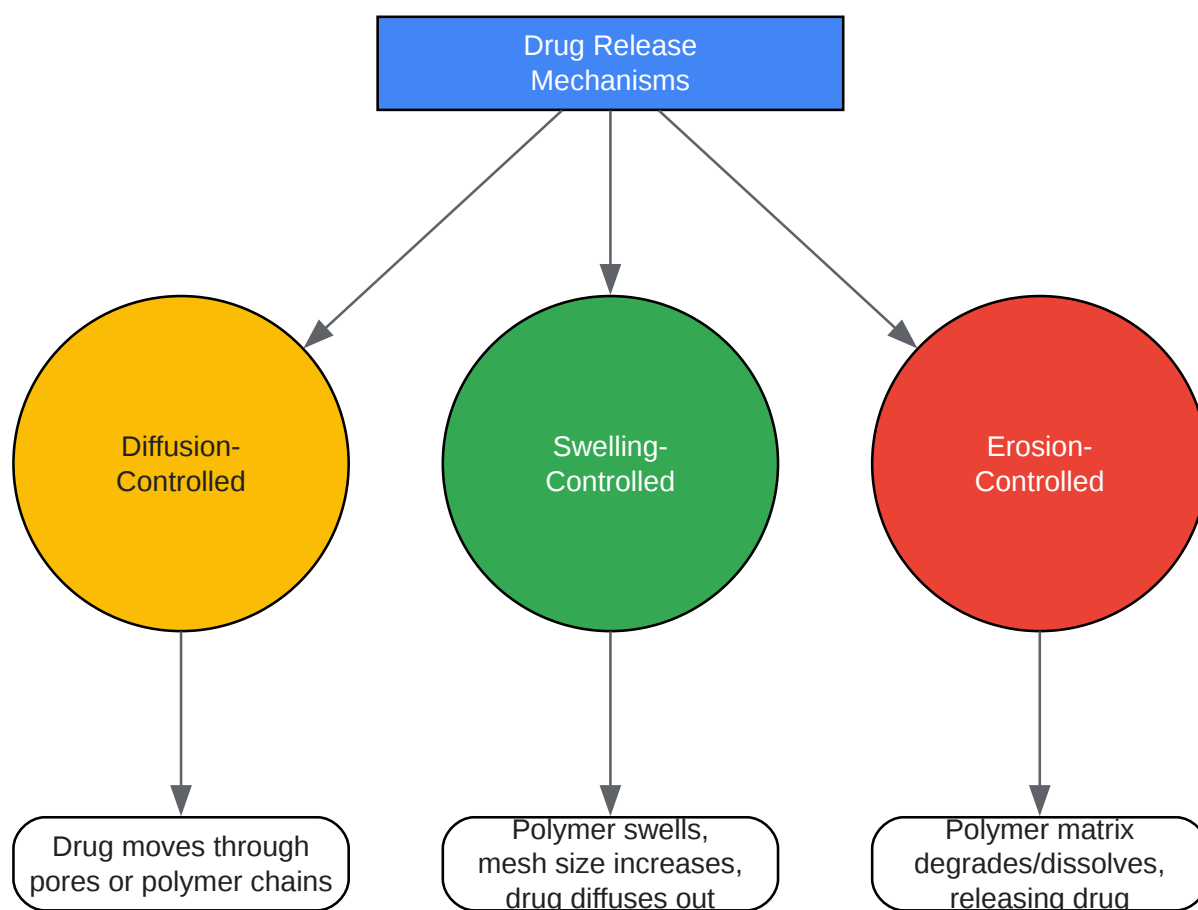 Drug Release
Mechanisms
Diffusion-
Controlled
Swelling-
Controlled
Erosion-
Controlled
Drug moves through
pores or polymer chains
Polymer swells,
mesh size increases,
drug diffuses out
Polymer matrix
degrades/dissolves,
releasing drug